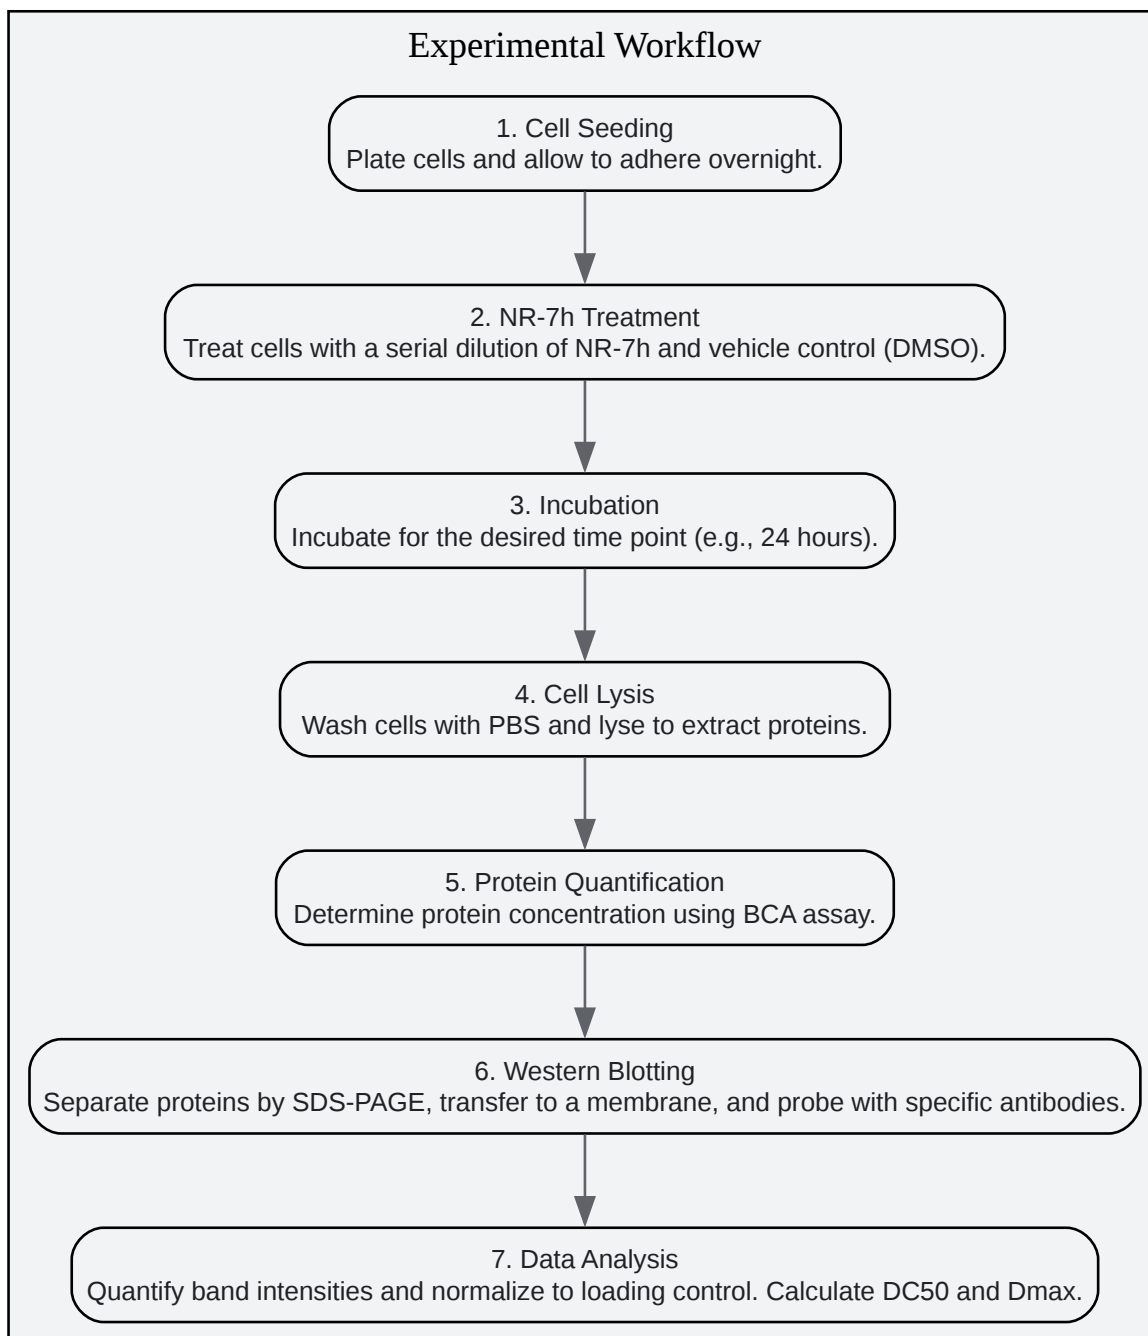 Experimental Workflow
1. Cell Seeding
Plate cells and allow to adhere overnight.
2. NR-7h Treatment
Treat cells with a serial dilution of NR-7h and vehicle control (DMSO).
3. Incubation
Incubate for the desired time point (e.g., 24 hours).
4. Cell Lysis
Wash cells with PBS and lyse to extract proteins.
5. Protein Quantification
Determine protein concentration using BCA assay.
6. Western Blotting
Separate proteins by SDS-PAGE, transfer to a membrane, and probe with specific antibodies.
7. Data Analysis
Quantify band intensities and normalize to loading control. Calculate DC50 and Dmax.